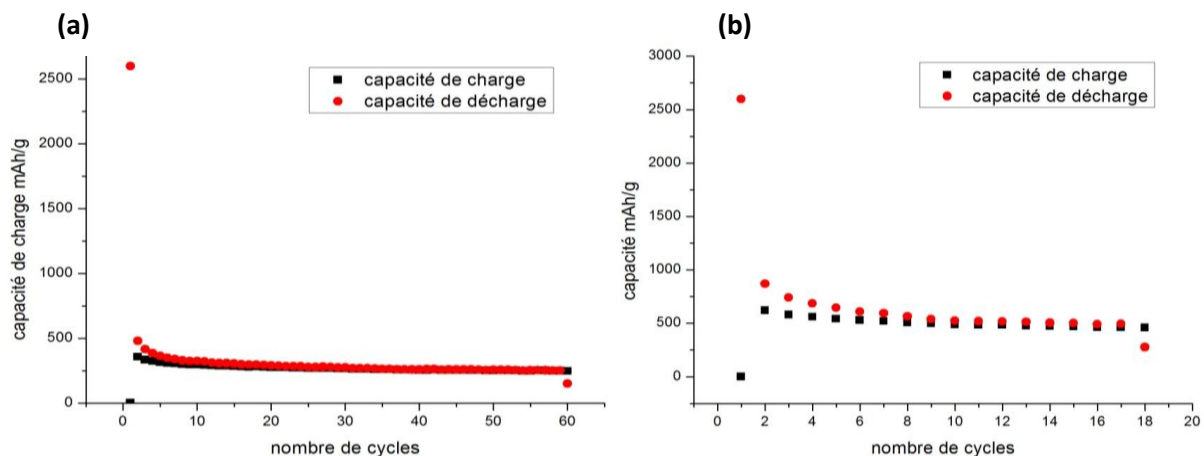 (a)
capacité de charge mAh/g
2500
2000
1500
1000
500
0
capacité de charge
capacité de décharge
0 10 20 30 40 50 60
nombre de cycles
(b)
capacité mAh/g
3000
2500
2000
1500
1000
500
0
capacité de charge
capacité de décharge
0 2 4 6 8 10 12 14 16 18 20
nombre de cycles